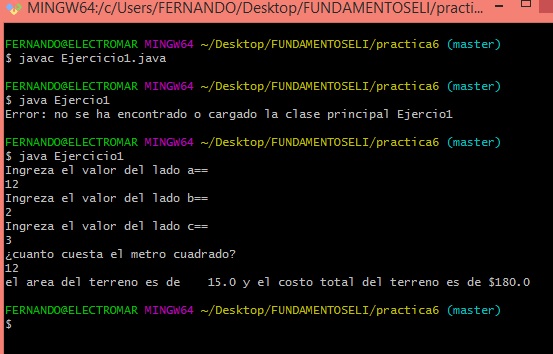 MINGW64:/c/Users/FERNANDO/Desktop/FUNDAMENTOSELI/practi...
FERNANDO@ELECTROMAR MINGW64 ~/Desktop/FUNDAMENTOSELI/practica6 (master)
$ javac Ejercicio1.java
FERNANDO@ELECTROMAR MINGW64 ~/Desktop/FUNDAMENTOSELI/practica6 (master)
$ java Ejercio1
Error: no se ha encontrado o cargado la clase principal Ejercio1
FERNANDO@ELECTROMAR MINGW64 ~/Desktop/FUNDAMENTOSELI/practica6 (master)
$ java Ejercicio1
Ingreza el valor del lado a==
12
Ingreza el valor del lado b==
2
Ingreza el valor del lado c==
3
¿cuanto cuesta el metro cuadrado?
12
el area del terreno es de    15.0 y el costo total del terreno es de $180.0
FERNANDO@ELECTROMAR MINGW64 ~/Desktop/FUNDAMENTOSELI/practica6 (master)
$